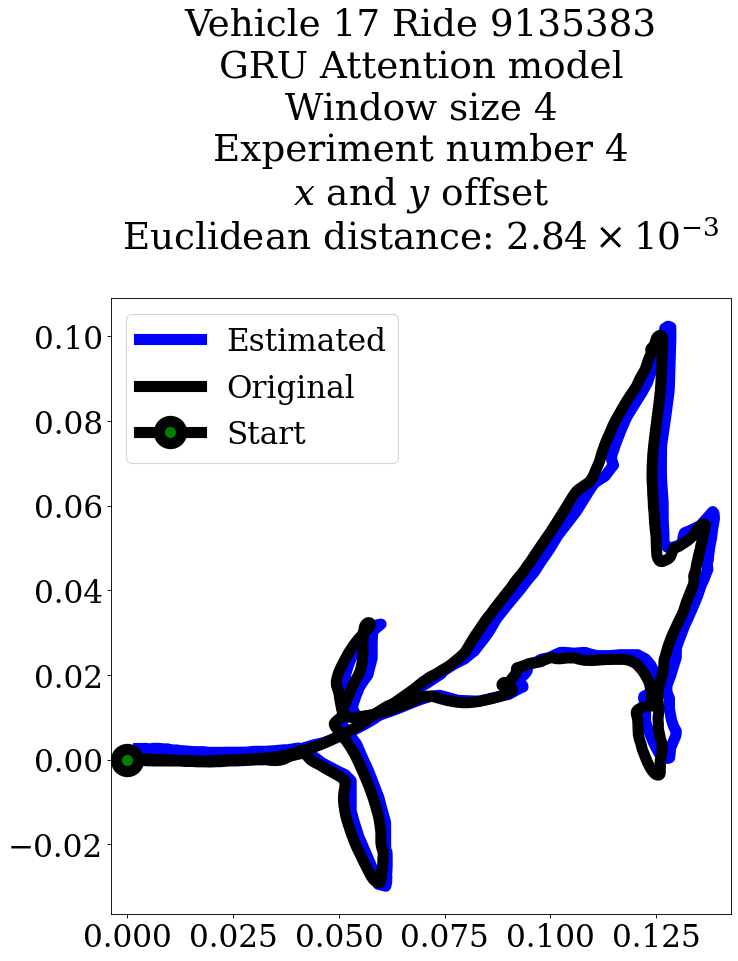 Vehicle 17 Ride 9135383
GRU Attention model
Window size 4
Experiment number 4
x and y offset
Euclidean distance: 2.84 × 10⁻³
Estimated
Original
Start
0.10
0.08
0.06
0.04
0.02
0.00
−0.02
0.000 0.025 0.050 0.075 0.100 0.125